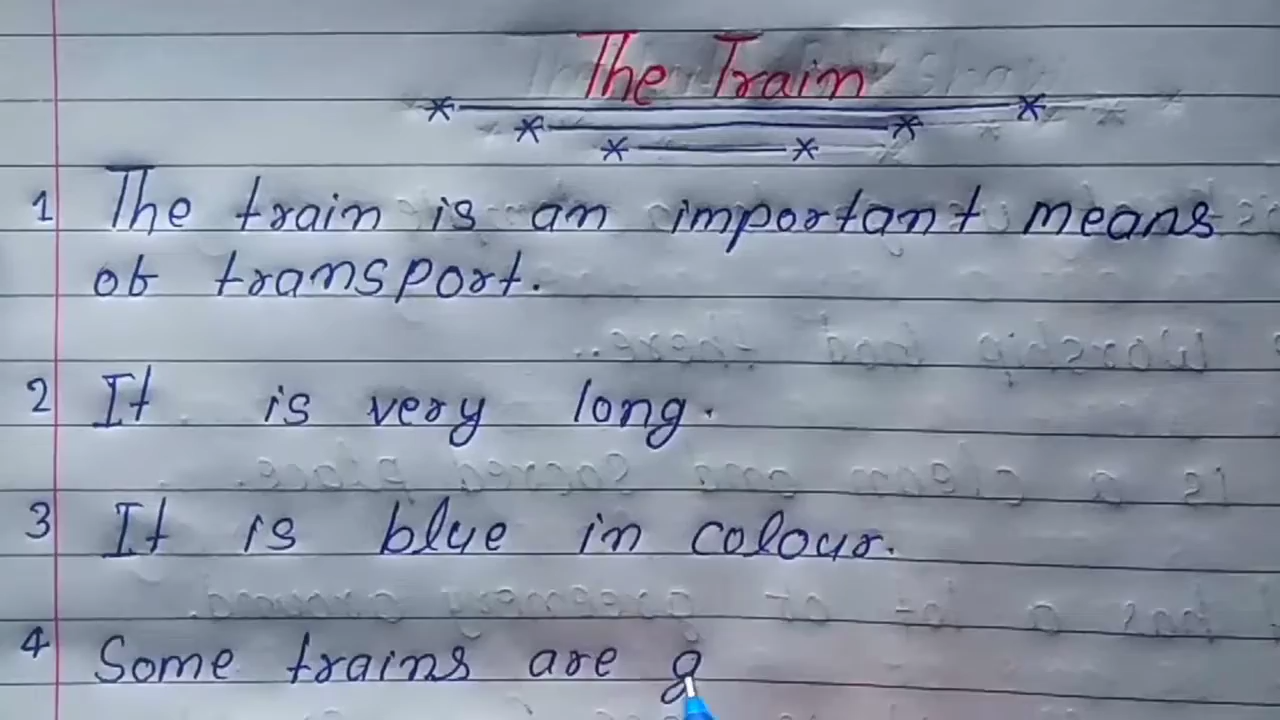 The Train
1 The train is an important means
of transport.
2 It is very long.
3 It is blue in colour.
4 Some trains are g